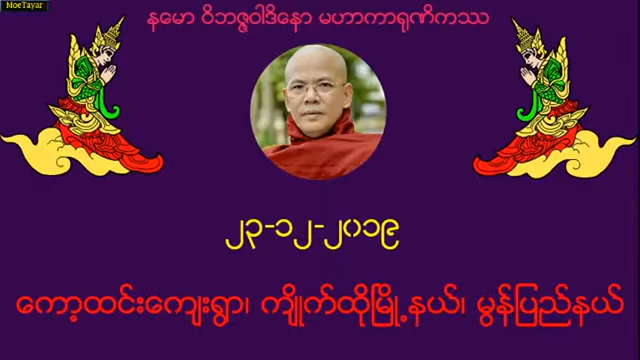 MoeTayar
နမော ဝိဘဇ္ဇဝါဒိနော မဟာကာရုဏိကဿ
၂၃-၁၂-၂၀၁၉
ကော့ထင်းကျေးရွာ၊ ကျိုက်ထိုမြို့နယ်၊ မွန်ပြည်နယ်